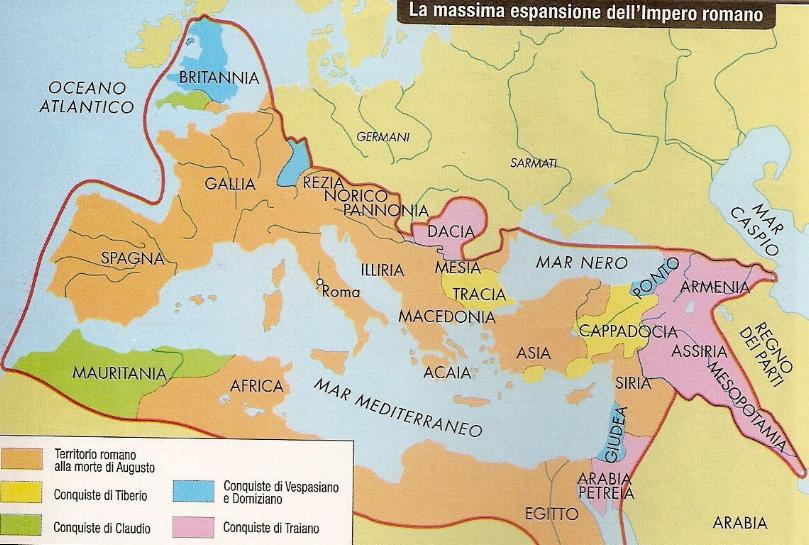 La massima espansione dell'Impero romano
OCEANO
ATLANTICO
BRITANNIA
GERMANI
SARMATI
GALLIA
REZIA
NORICO
PANNONIA
DACIA
MAR
CASPIO
SPAGNA
ILLIRIA
MESIA
MAR NERO
PONTO
ARMENIA
Roma
TRACIA
MACEDONIA
CAPPADOCIA
REGNO
DEI PARTI
ASSIRIA
MESOPOTAMIA
MAURITANIA
AFRICA
ACAIA
ASIA
SIRIA
MAR MEDITERRANEO
GIUDEA
ARABIA
PETREIA
EGITTO
ARABIA
Territorio romano
alla morte di Augusto
Conquiste di Tiberio
Conquiste di Claudio
Conquiste di Vespasiano
e Domiziano
Conquiste di Traiano